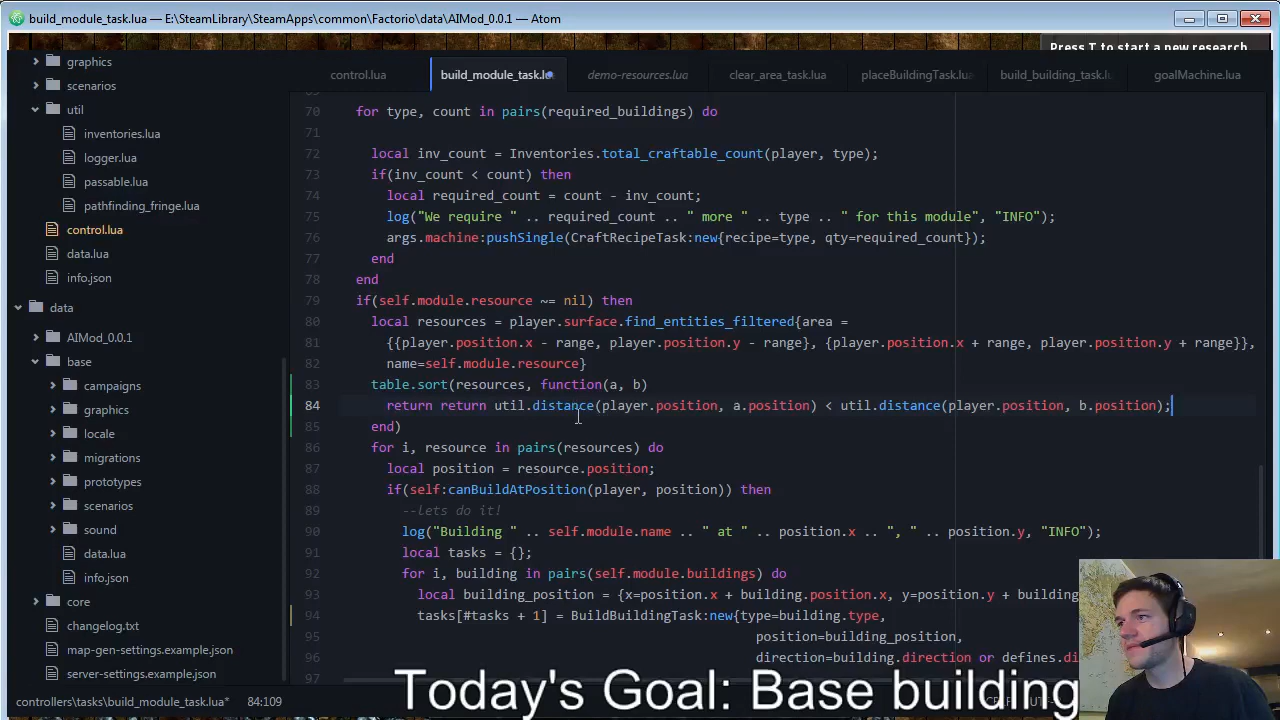 build_module_task.lua — E:\SteamLibrary\SteamApps\common\Factorio\data\AIMod_0.0.1 — Atom
Press T to start a new research
control.lua
build_module_task.lu
demo-resources.lua
clear_area_task.lua
placeBuildingTask.lua
build_building_task.lu
goalMachine.lua
graphics
scenarios
util
inventories.lua
logger.lua
passable.lua
pathfinding_fringe.lua
control.lua
data.lua
info.json
data
AIMod_0.0.1
base
campaigns
graphics
locale
migrations
prototypes
scenarios
sound
data.lua
info.json
core
changelog.txt
map-gen-settings.example.json
server-settings.example.json
70 for type, count in pairs(required_buildings) do
71
72 local inv_count = Inventories.total_craftable_count(player, type);
73 if(inv_count < count) then
74 local required_count = count - inv_count;
75 log("We require " .. required_count .. " more " .. type .. " for this module", "INFO");
76 args.machine:pushSingle(CraftRecipeTask:new{recipe=type, qty=required_count});
77 end
78 end
79 if(self.module.resource ~= nil) then
80 local resources = player.surface.find_entities_filtered{area =
81 {{player.position.x - range, player.position.y - range}, {player.position.x + range, player.position.y + range}},
82 name=self.module.resource}
83 table.sort(resources, function(a, b)
84 return return util.distance(player.position, a.position) < util.distance(player.position, b.position);
85 end)
86 for i, resource in pairs(resources) do
87 local position = resource.position;
88 if(self:canBuildAtPosition(player, position)) then
89 --lets do it!
90 log("Building " .. self.module.name .. " at " .. position.x .. ", " .. position.y, "INFO");
91 local tasks = {};
92 for i, building in pairs(self.module.buildings) do
93 local building_position = {x=position.x + building.position.x, y=position.y + building
94 tasks[#tasks + 1] = BuildBuildingTask:new{type=building.type,
95 position=building_position,
96 direction=building.direction or defines.di
97
controllers\tasks\build_module_task.lua* 84:109
Today's Goal: Base building